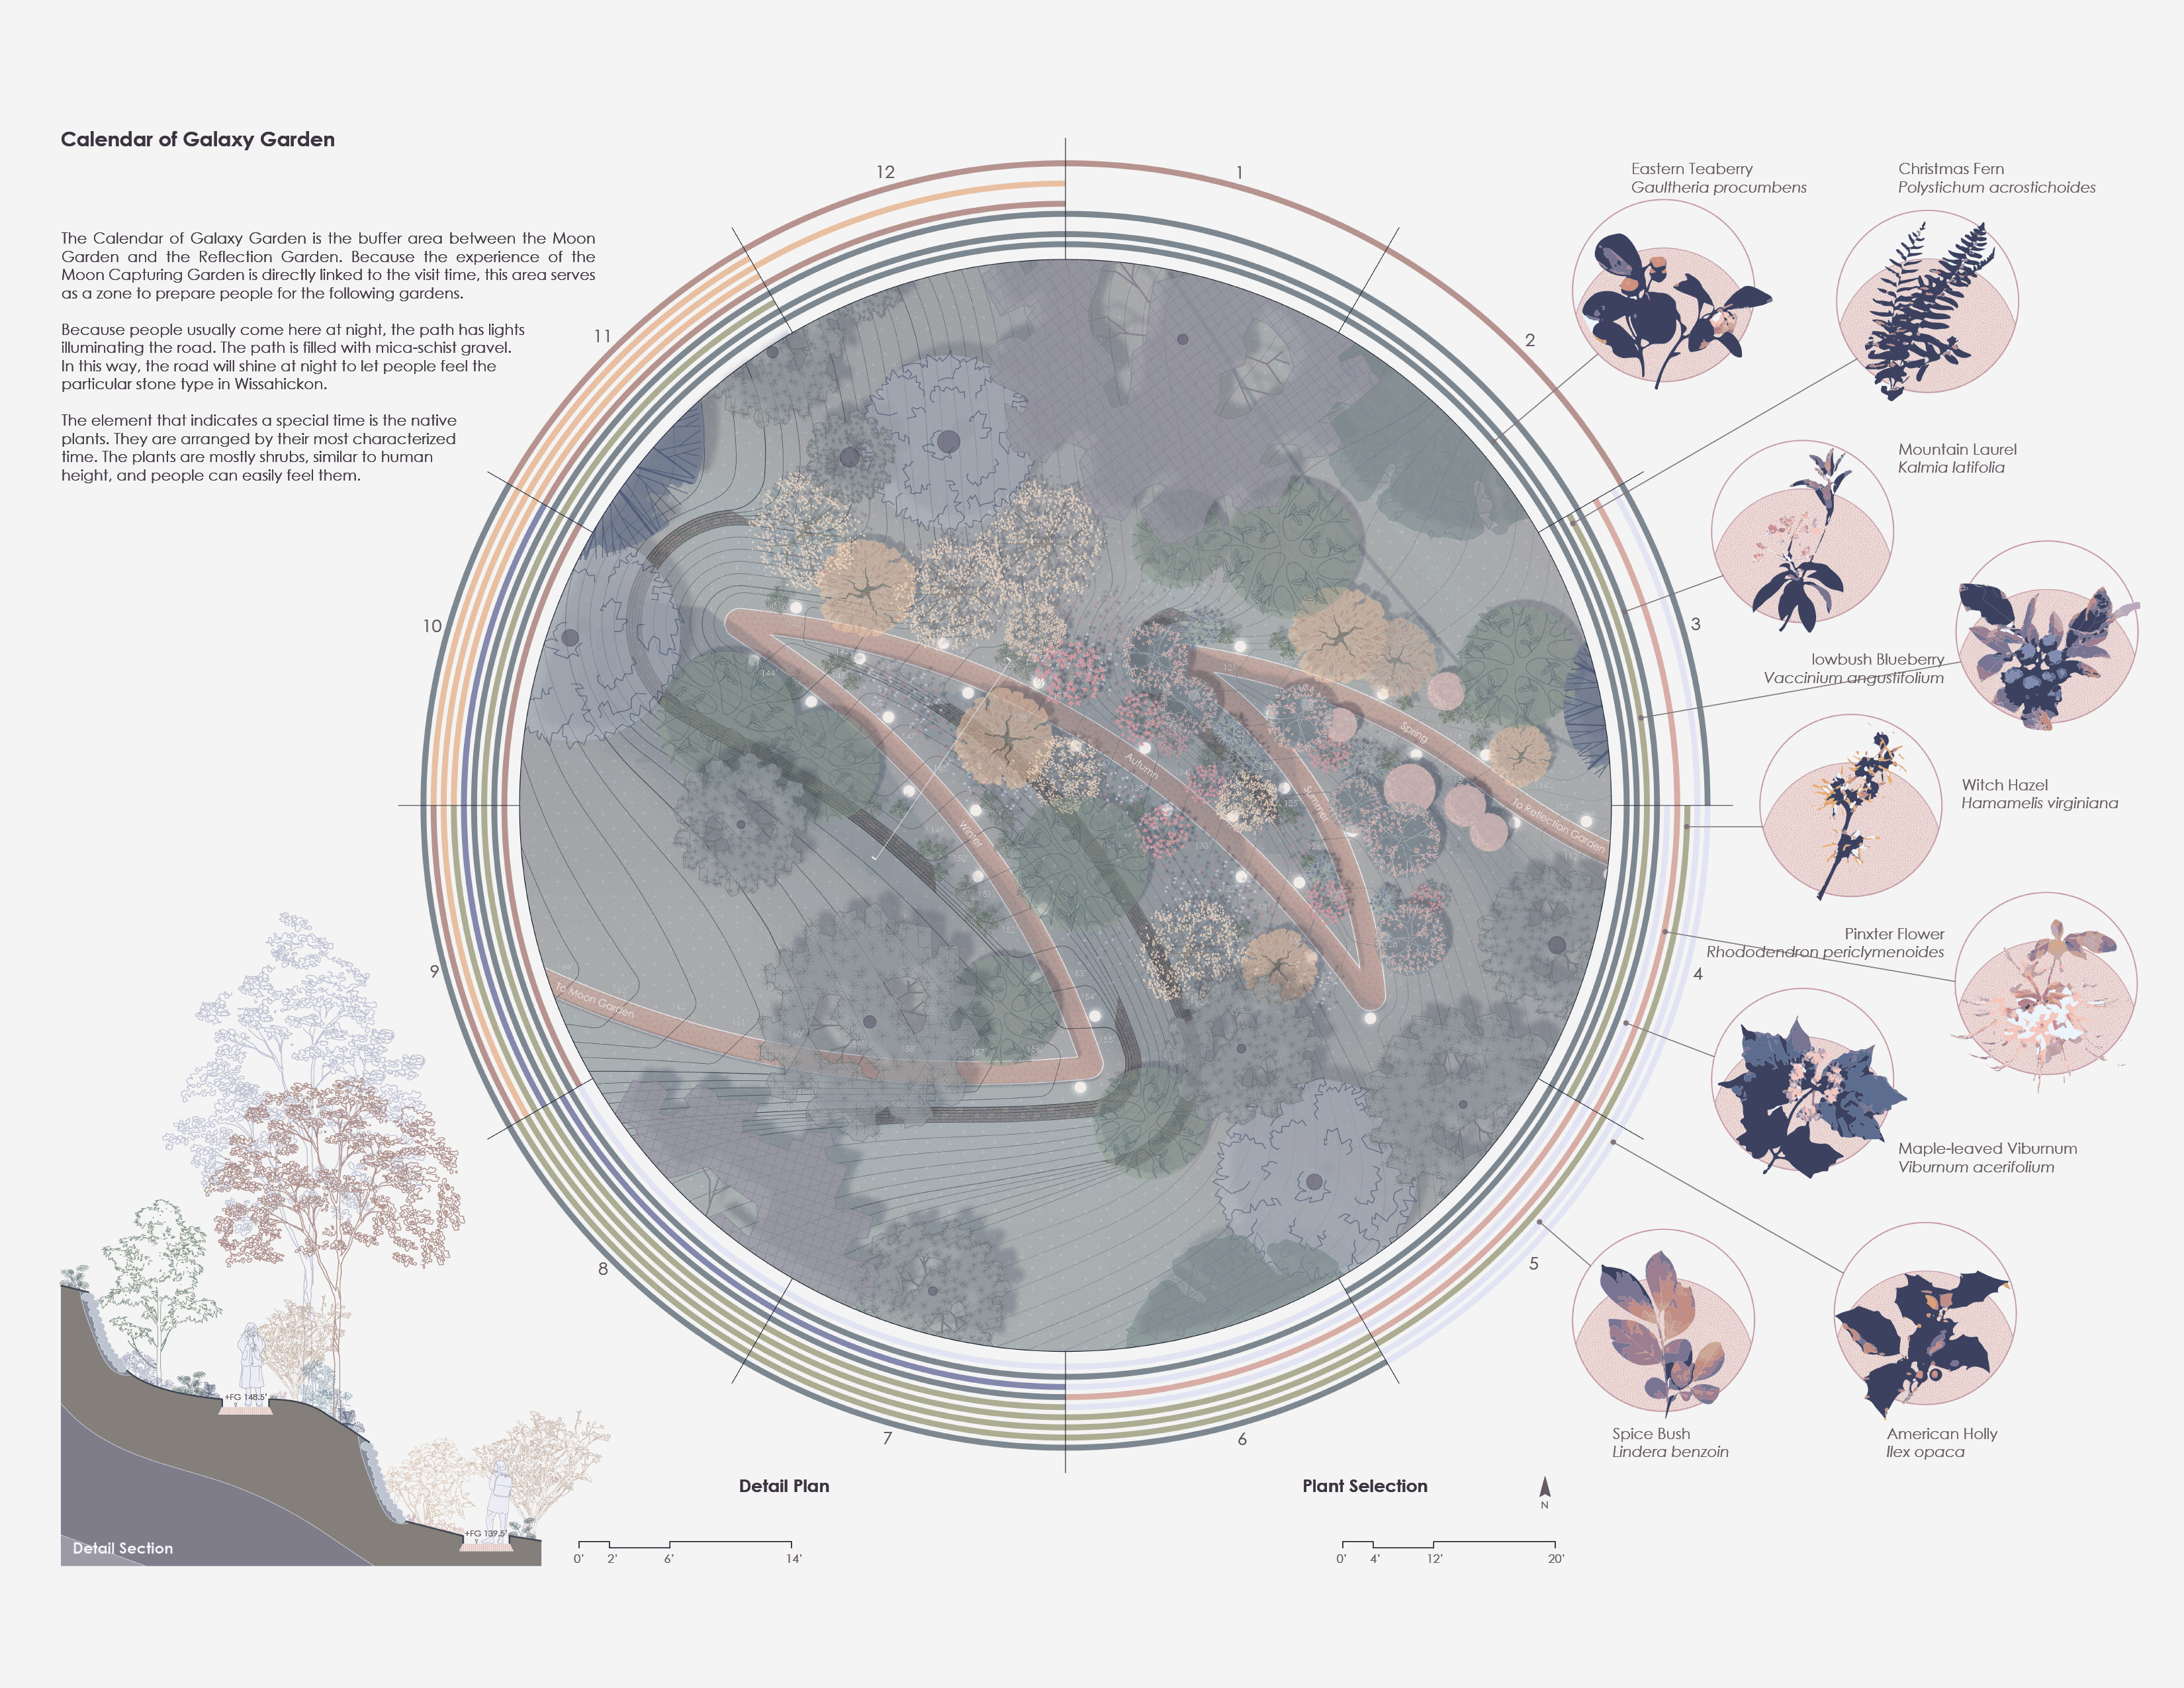 Calendar of Galaxy Garden
The Calendar of Galaxy Garden is the buffer area between the Moon
Garden and the Reflection Garden. Because the experience of the
Moon Capturing Garden is directly linked to the visit time, this area serves
as a zone to prepare people for the following gardens.
Because people usually come here at night, the path has lights
illuminating the road. The path is filled with mica-schist gravel.
In this way, the road will shine at night to let people feel the
particular stone type in Wissahickon.
The element that indicates a special time is the native
plants. They are arranged by their most characterized
time. The plants are mostly shrubs, similar to human
height, and people can easily feel them.
12
1
2
3
4
5
6
7
8
9
10
11
Spring
Summer
Autumn
Winter
To Reflection Garden
To Moon Garden
Eastern Teaberry
Gaultheria procumbens
Christmas Fern
Polystichum acrostichoides
Mountain Laurel
Kalmia latifolia
lowbush Blueberry
Vaccinium angustifolium
Witch Hazel
Hamamelis virginiana
Pinxter Flower
Rhododendron periclymenoides
Maple-leaved Viburnum
Viburnum acerifolium
Spice Bush
Lindera benzoin
American Holly
Ilex opaca
+FG 148.5'
+FG 139.5'
Detail Section
Detail Plan
0' 2' 6' 14'
Plant Selection
N
0' 4' 12' 20'